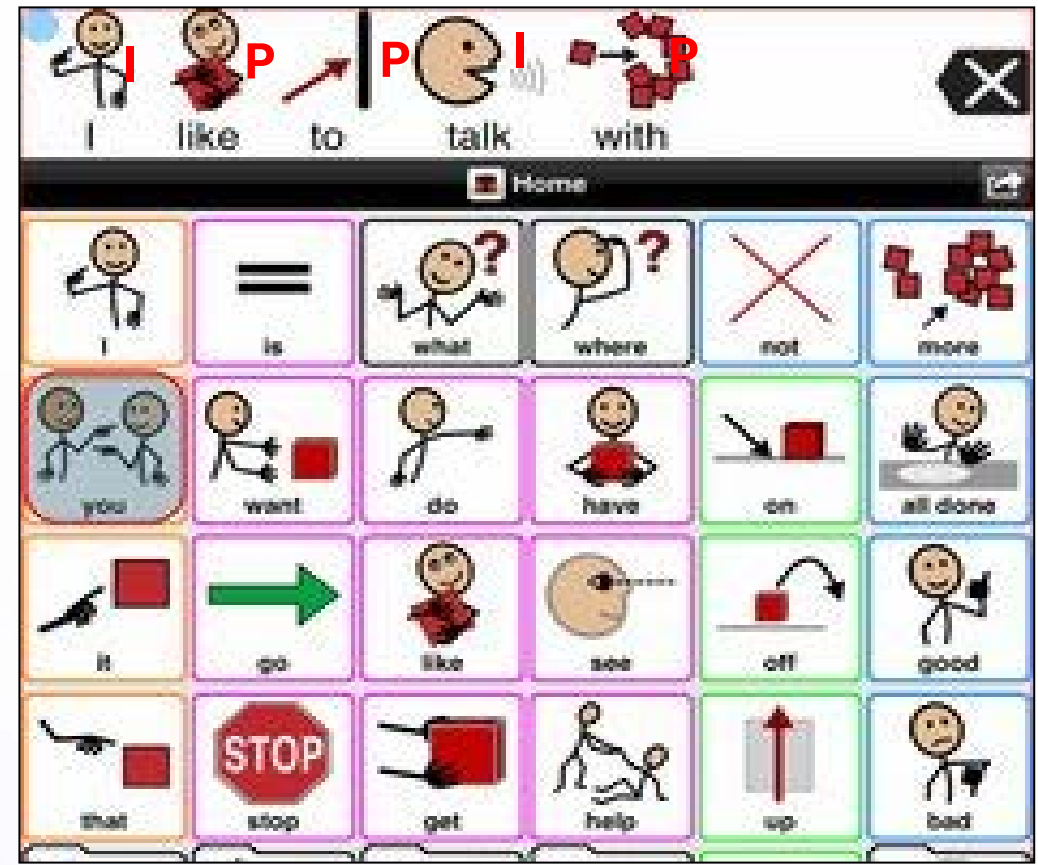 I P P I P
I like to talk with
Home
I is what ? where ? not more
you want do have on all done
it go like see off good
STOP
that stop get help up bad